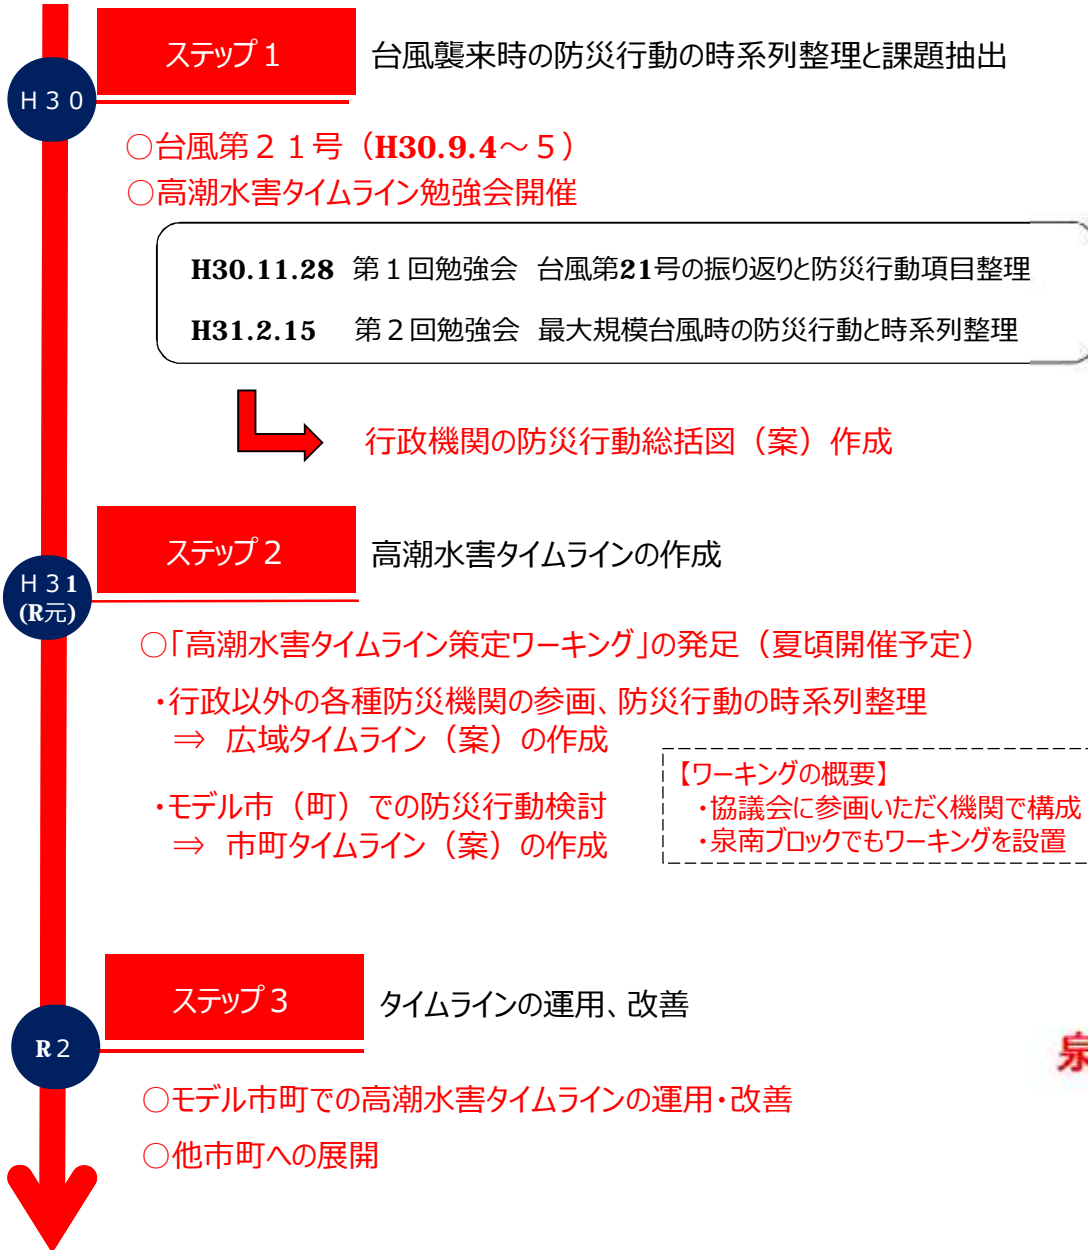 ステップ１
台風襲来時の防災行動の時系列整理と課題抽出
Ｈ３０
○台風第２１号（H30.9.4～５）
○高潮水害タイムライン勉強会開催
H30.11.28 第１回勉強会 台風第21号の振り返りと防災行動項目整理
H31.2.15 第２回勉強会 最大規模台風時の防災行動と時系列整理
行政機関の防災行動総括図（案）作成
ステップ２
高潮水害タイムラインの作成
Ｈ３1
(R元)
○「高潮水害タイムライン策定ワーキング」の発足（夏頃開催予定）
・行政以外の各種防災機関の参画、防災行動の時系列整理
⇒ 広域タイムライン（案）の作成
・モデル市（町）での防災行動検討
⇒ 市町タイムライン（案）の作成
【ワーキングの概要】
・協議会に参画いただく機関で構成
・泉南ブロックでもワーキングを設置
ステップ３
タイムラインの運用、改善
R２
泉
○モデル市町での高潮水害タイムラインの運用・改善
○他市町への展開